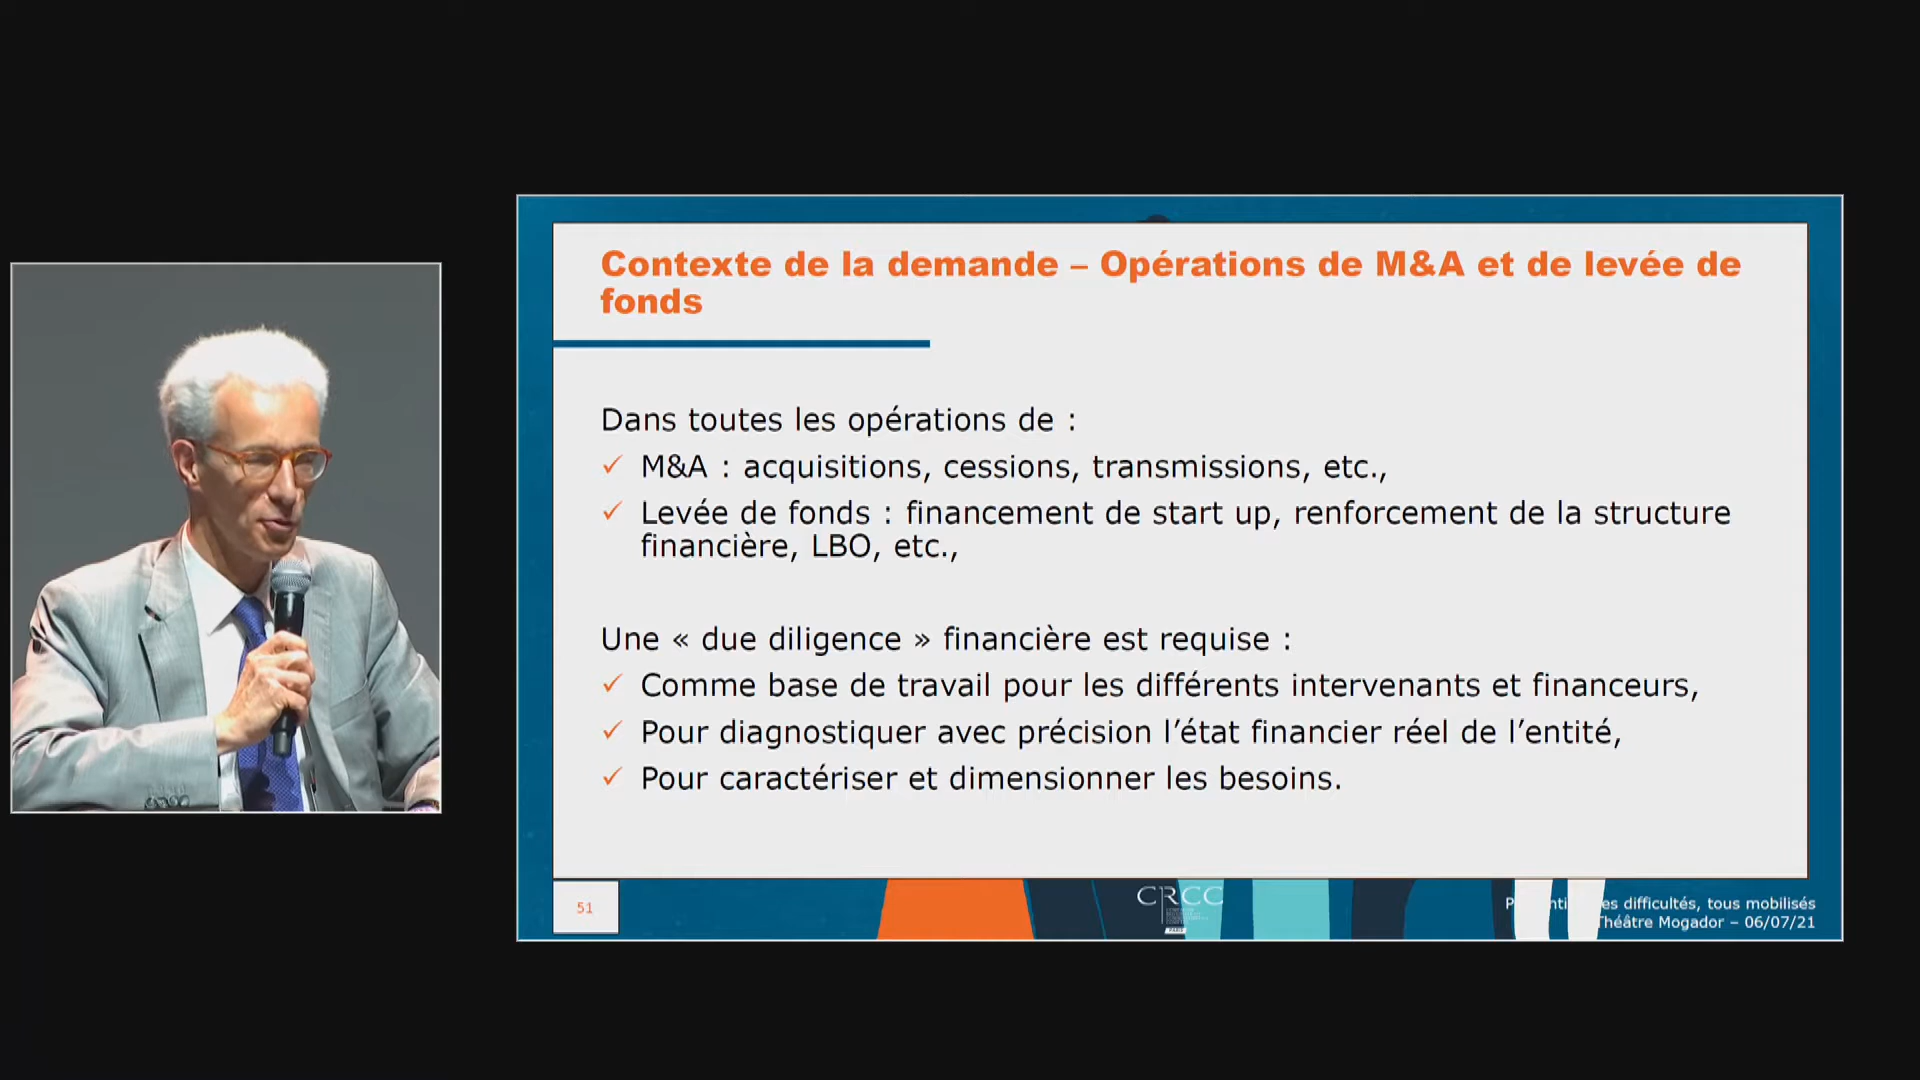 Contexte de la demande – Opérations de M&A et de levée de
fonds
Dans toutes les opérations de :
M&A : acquisitions, cessions, transmissions, etc.,
Levée de fonds : financement de start up, renforcement de la structure
financière, LBO, etc.,
Une « due diligence » financière est requise :
Comme base de travail pour les différents intervenants et financeurs,
Pour diagnostiquer avec précision l’état financier réel de l’entité,
Pour caractériser et dimensionner les besoins.
51
CRCC
PARIS
difficultés, tous mobilisés
Théâtre Mogador – 06/07/21